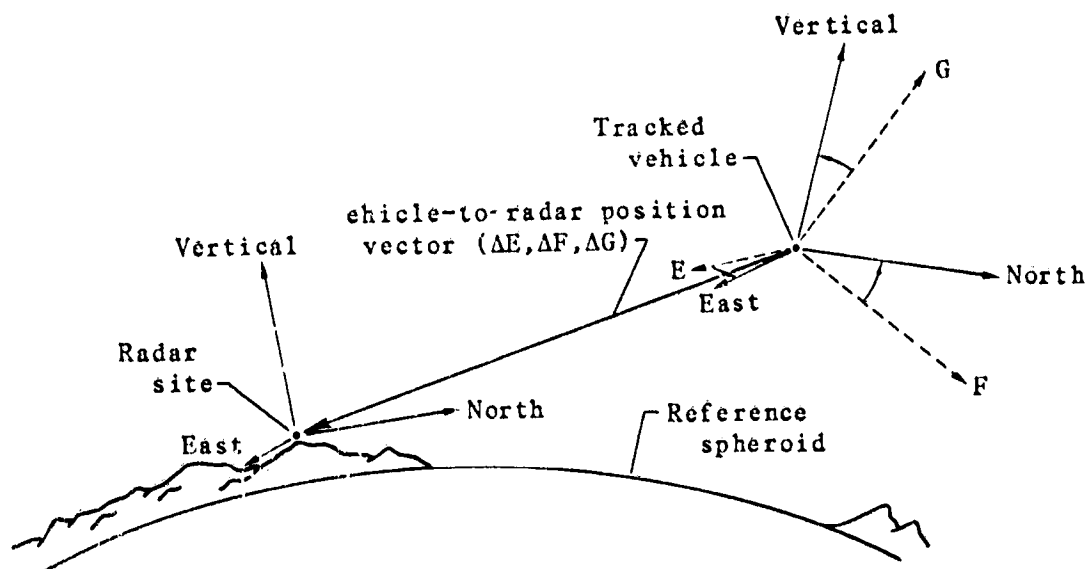 Vertical
G
Tracked
vehicle
ehicle-to-radar position
vector (ΔE,ΔF,ΔG)
Vertical
E
East
North
F
Radar
site
North
East
Reference
spheroid